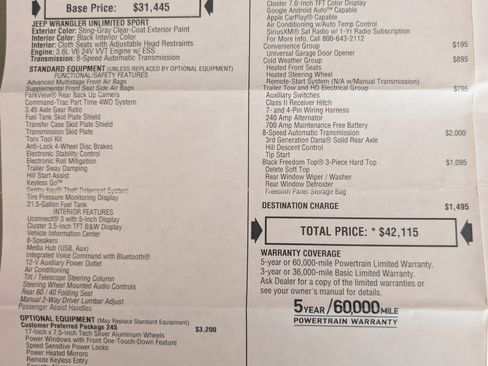 Base Price: $31,445
JEEP WRANGLER UNLIMITED SPORT
Exterior Color: Sting-Gray Clear-Coat Exterior Paint
Interior Color: Black Interior Color
Interior: Cloth Seats with Adjustable Head Restraints
Engine: 3.6L V6 24V VVT Engine w/ ESS
Transmission: 8-Speed Automatic Transmission
STANDARD EQUIPMENT (UNLESS REPLACED BY OPTIONAL EQUIPMENT)
FUNCTIONAL/SAFETY FEATURES
Advanced Multistage Front Air Bags
Supplemental Front Seat Side Air Bags
ParkView® Rear Back Up Camera
Command-Trac Part Time 4WD System
3.45 Axle Gear Ratio
Fuel Tank Skid Plate Shield
Transfer Case Skid Plate Shield
Transmission Skid Plate
Torx Tool Kit
Anti-Lock 4-Wheel Disc Brakes
Electronic Stability Control
Electronic Roll Mitigation
Trailer Sway Damping
Hill Start Assist
Keyless Go™
Sentry Key® Theft Deterrent System
Tire Pressure Monitoring Display
21.5-Gallon Fuel Tank
INTERIOR FEATURES
Uconnect® 3 with 5-Inch Display
Cluster 3.5-Inch TFT B&W Display
Vehicle Information Center
8-Speakers
Media Hub (USB, Aux)
Integrated Voice Command with Bluetooth®
12-V Auxiliary Power Outlet
Air Conditioning
Tilt / Telescope Steering Column
Steering Wheel Mounted Audio Controls
Rear 60 / 40 Folding Seat
Manual 2-Way Driver Lumbar Adjust
Passenger Assist Handles
OPTIONAL EQUIPMENT (May Replace Standard Equipment)
Customer Preferred Package 24S $3,200
17-Inch x 7.5-Inch Tech Silver Aluminum Wheels
Power Windows with Front One-Touch-Down Feature
Speed Sensitive Power Locks
Power Heated Mirrors
Remote Keyless Entry
Cluster 7.0-Inch TFT Color Display
Google Android Auto™ Capable
Apple CarPlay® Capable
Air Conditioning w/Auto Temp Control
SiriusXM® Sat Radio w/ 1-Yr Radio Subscription
For More Info, Call 800-643-2112
Convenience Group $195
Universal Garage Door Opener
Cold Weather Group $895
Heated Front Seats
Heated Steering Wheel
Remote-Start System (N/A w/Manual Transmission)
Trailer Tow and HD Electrical Group $795
Auxiliary Switches
Class II Receiver Hitch
7- and 4-Pin Wiring Harness
240 Amp Alternator
700 Amp Maintenance Free Battery
8-Speed Automatic Transmission $2,000
3rd Generation Dana® Solid Rear Axle
Hill Descent Control
Tip Start
Black Freedom Top® 3-Piece Hard Top $1,095
Delete Soft Top
Rear Window Wiper / Washer
Rear Window Defroster
Freedom Panel Storage Bag
DESTINATION CHARGE $1,495
TOTAL PRICE: * $42,115
WARRANTY COVERAGE
5-year or 60,000-mile Powertrain Limited Warranty.
3-year or 36,000-mile Basic Limited Warranty.
Ask Dealer for a copy of the limited warranties or
see your owner's manual for details.
5YEAR/60,000MILE
POWERTRAIN WARRANTY